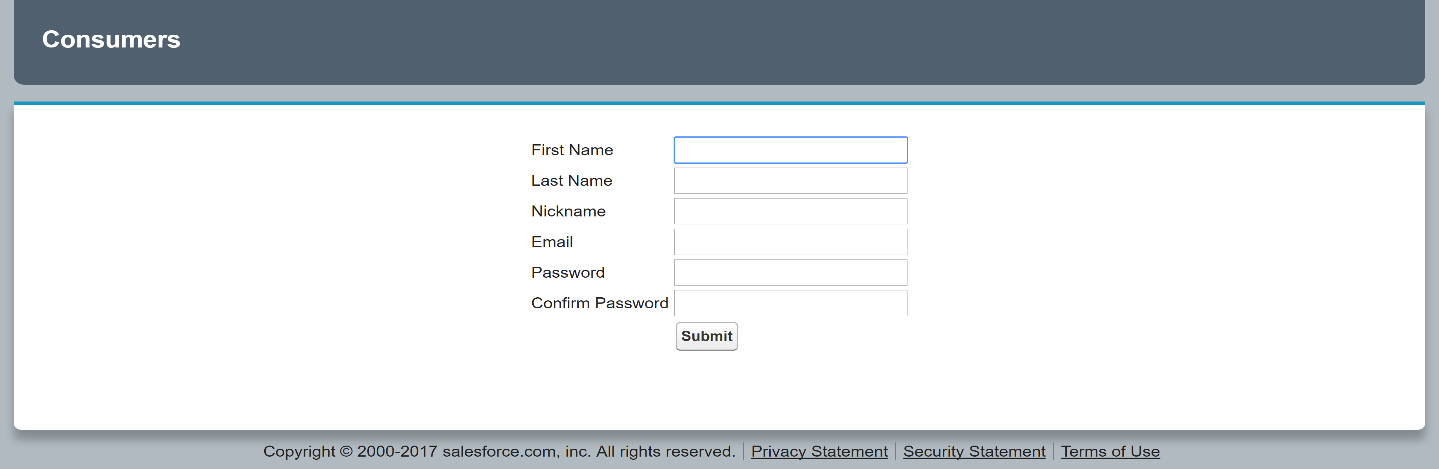 Consumers
First Name
Last Name
Nickname
Email
Password
Confirm Password
Submit
Copyright © 2000-2017 salesforce.com, inc. All rights reserved. | Privacy Statement | Security Statement | Terms of Use